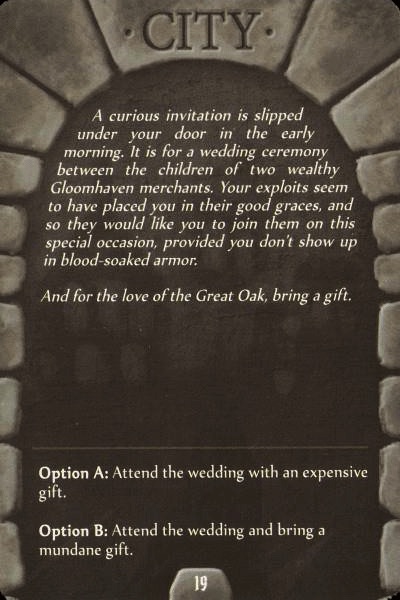 · CITY ·
A curious invitation is slipped
under your door in the early
morning. It is for a wedding ceremony
between the children of two wealthy
Gloomhaven merchants. Your exploits seem
to have placed you in their good graces, and
so they would like you to join them on this
special occasion, provided you don't show up
in blood-soaked armor.
And for the love of the Great Oak, bring a gift.
Option A: Attend the wedding with an expensive
gift.
Option B: Attend the wedding and bring a
mundane gift.
19